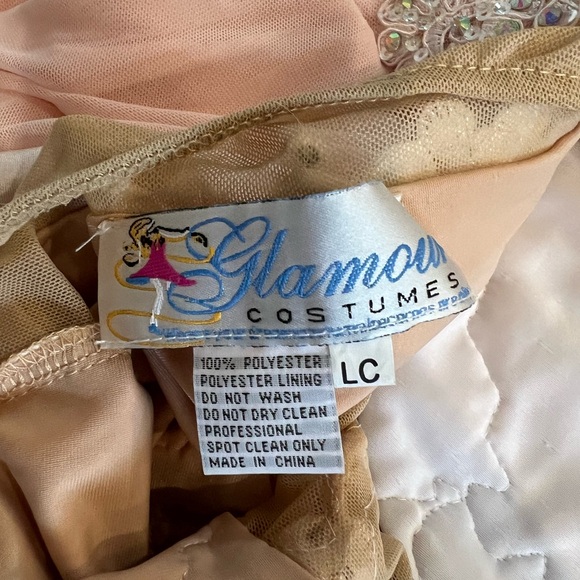 Glamour
COSTUMES
100% POLYESTER
POLYESTER LINING
DO NOT WASH
DO NOT DRY CLEAN
PROFESSIONAL
SPOT CLEAN ONLY
MADE IN CHINA
LC